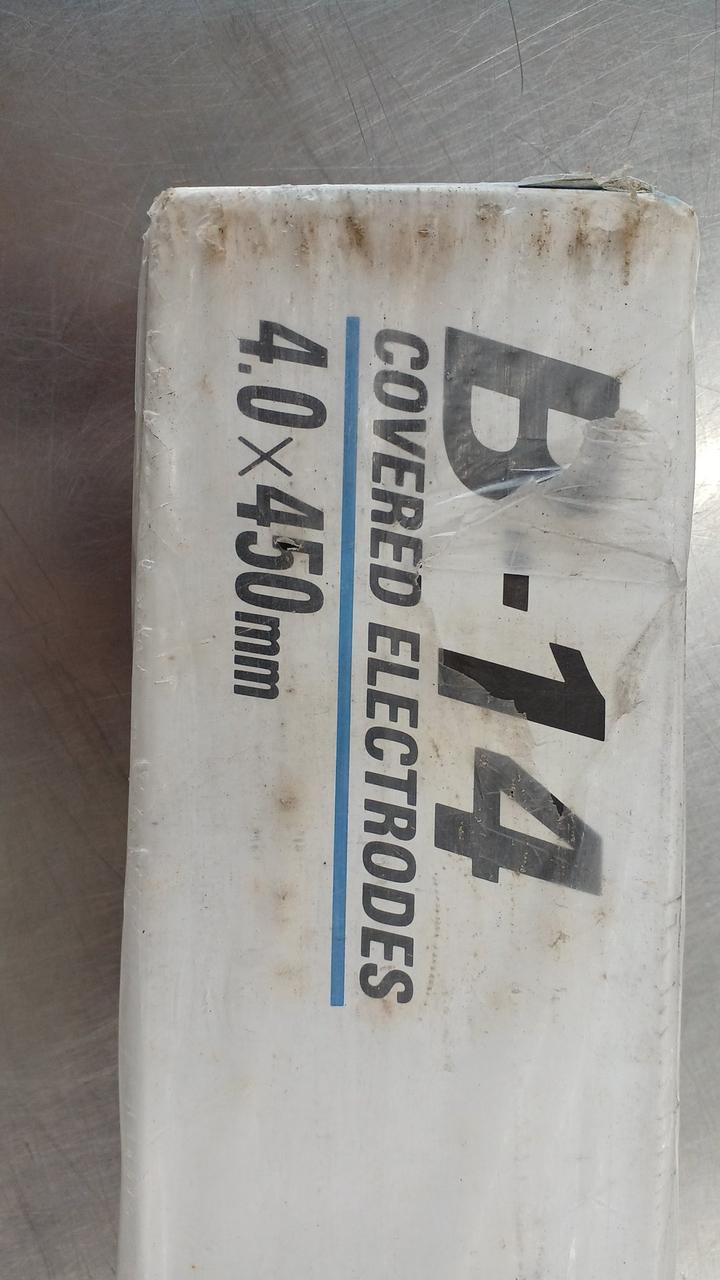 B-14
COVERED ELECTRODES
4.0×450mm